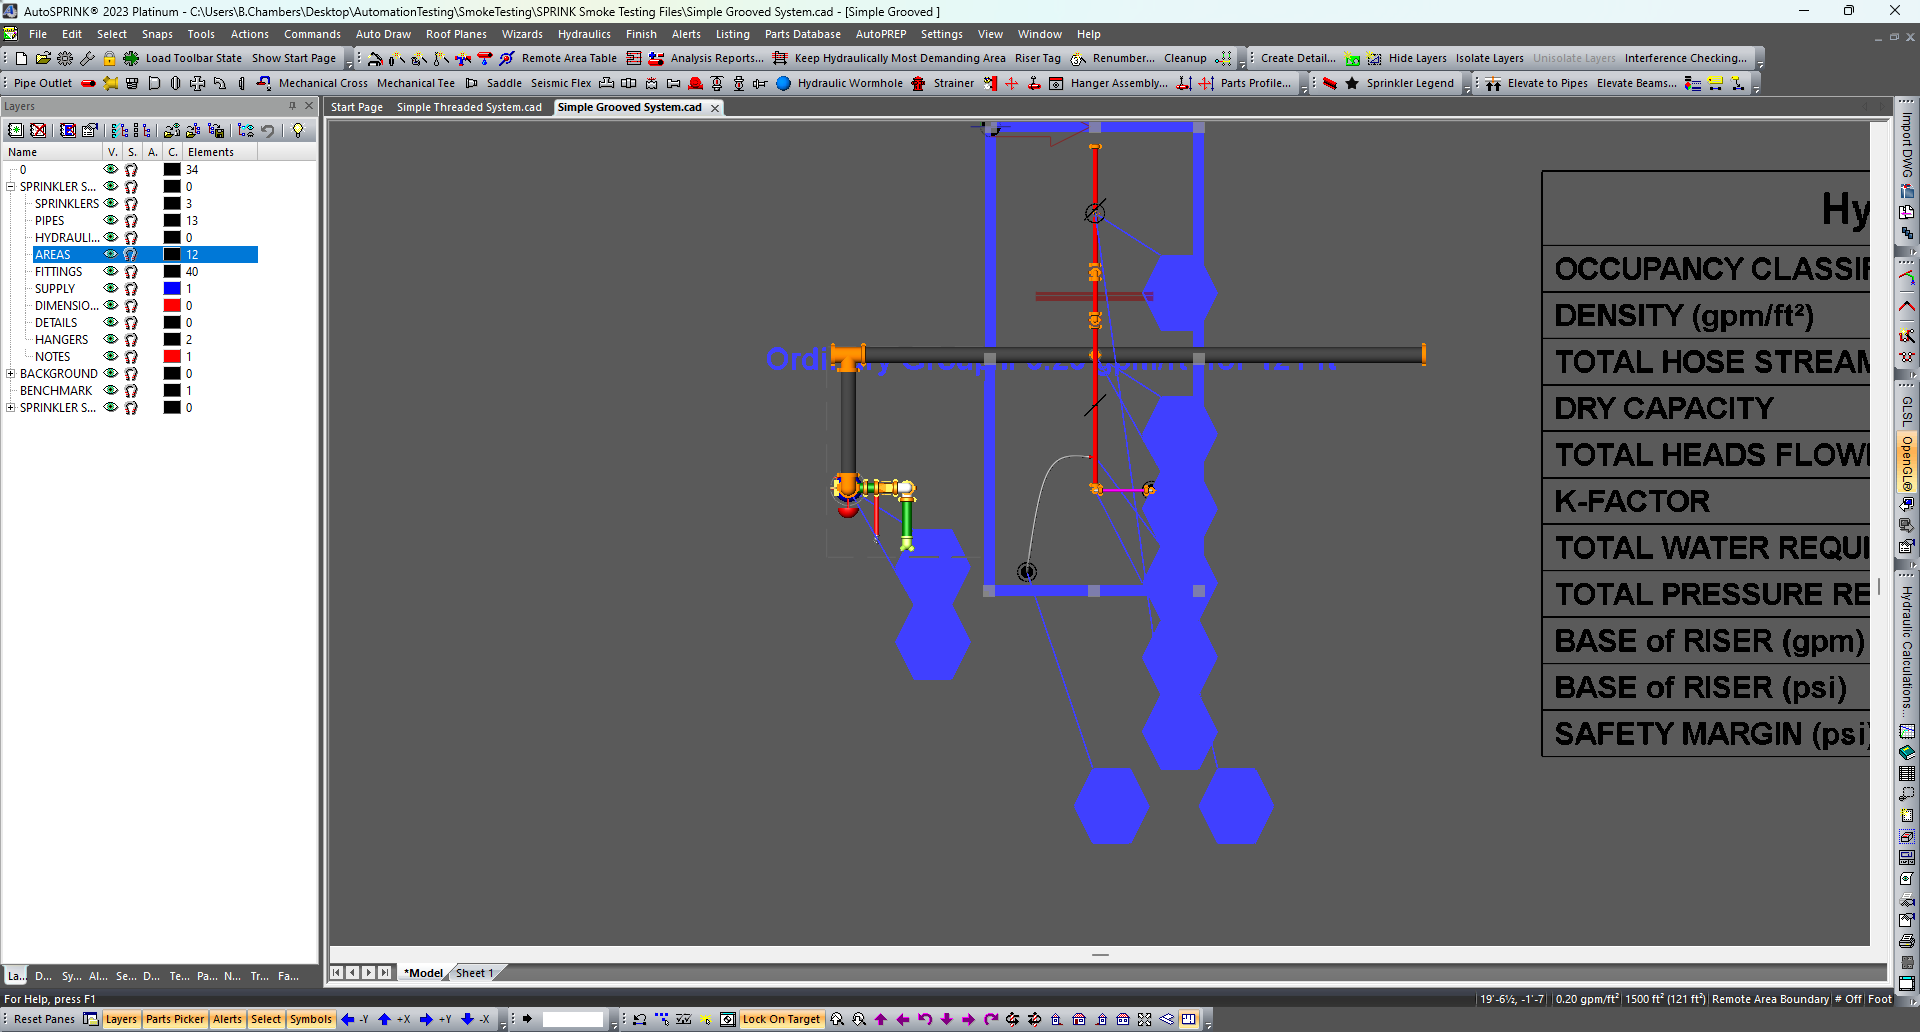 AutoSPRINK® 2023 Platinum - C:\Users\B.Chambers\Desktop\AutomationTesting\SmokeTesting\SPRINK Smoke Testing Files\Simple Grooved System.cad - [Simple Grooved ]
File Edit Select Snaps Tools Actions Commands Auto Draw Roof Planes Wizards Hydraulics Finish Alerts Listing Parts Database AutoPREP Settings View Window Help
Load Toolbar State Show Start Page Remote Area Table Analysis Reports... Keep Hydraulically Most Demanding Area Riser Tag Renumber... Cleanup Create Detail... Hide Layers Isolate Layers Unisolate Layers Interference Checking...
Pipe Outlet Mechanical Cross Mechanical Tee Saddle Seismic Flex Hydraulic Wormhole Strainer Hanger Assembly... Parts Profile... Sprinkler Legend Elevate to Pipes Elevate Beams...
Layers
Start Page Simple Threaded System.cad Simple Grooved System.cad
Name V. S. A. C. Elements
0 34
SPRINKLER S... 0
SPRINKLERS 3
PIPES 13
HYDRAULI... 0
AREAS 12
FITTINGS 40
SUPPLY 1
DIMENSIO... 0
DETAILS 0
HANGERS 2
NOTES 1
BACKGROUND 0
BENCHMARK 1
SPRINKLER S... 0
Hy
OCCUPANCY CLASSIF
DENSITY (gpm/ft²)
TOTAL HOSE STREAM
DRY CAPACITY
TOTAL HEADS FLOWI
K-FACTOR
TOTAL WATER REQUI
TOTAL PRESSURE RE
BASE of RISER (gpm)
BASE of RISER (psi)
SAFETY MARGIN (psi)
Import DWG
GLSL
OpenGL®
Hydraulic Calculations...
La... D... Sy... Al... Se... D... Te... Pa... N... Tr... Fa...
*Model Sheet 1
For Help, press F1
19'-6½, -1'-7 0.20 gpm/ft² 1500 ft² (121 ft²) Remote Area Boundary # Off Foot
Reset Panes Layers Parts Picker Alerts Select Symbols -Y +X +Y -X Lock On Target